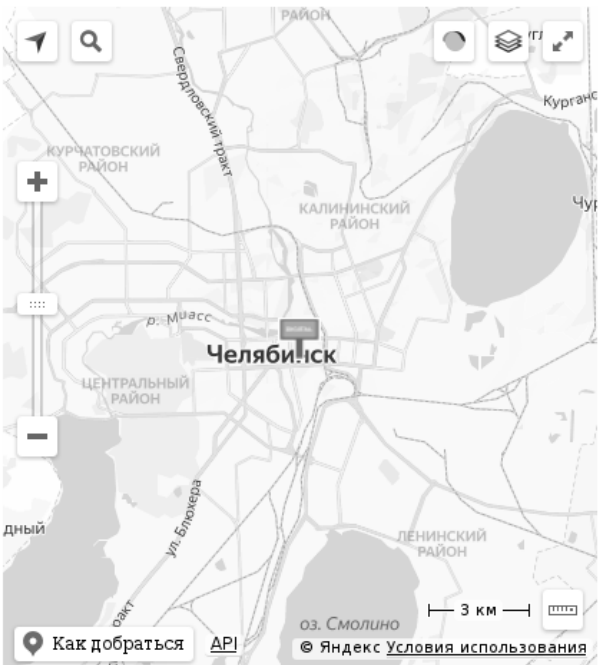 РАЙОН
Свердловский тракт
Курганс
КУРЧАТОВСКИЙ
РАЙОН
Чур
КАЛИНИНСКИЙ
РАЙОН
р. Миасс
Челябинск
ЦЕНТРАЛЬНЫЙ
РАЙОН
ул. Блюхера
дный
ЛЕНИНСКИЙ
РАЙОН
3 км
оз. Смолино
ракт
Как добраться
API
© Яндекс Условия использования